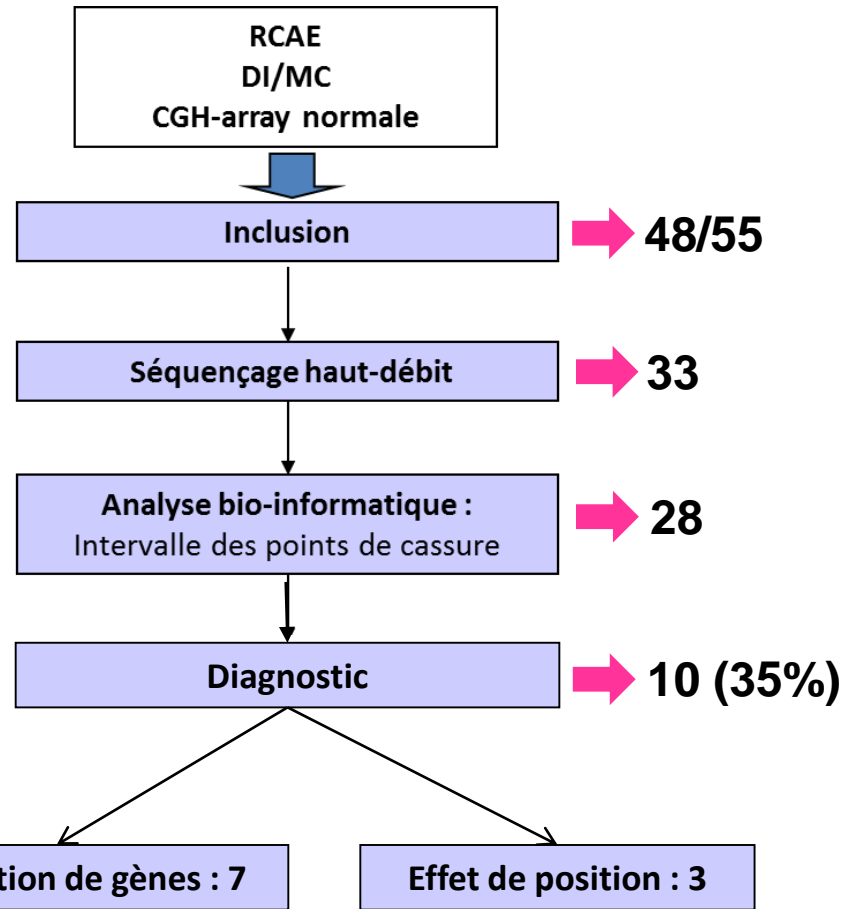 RCAE
DI/MC
CGH-array normale
Inclusion
48/55
Séquençage haut-débit
33
Analyse bio-informatique :
Intervalle des points de cassure
28
Diagnostic
10 (35%)
tion de gènes : 7
Effet de position : 3